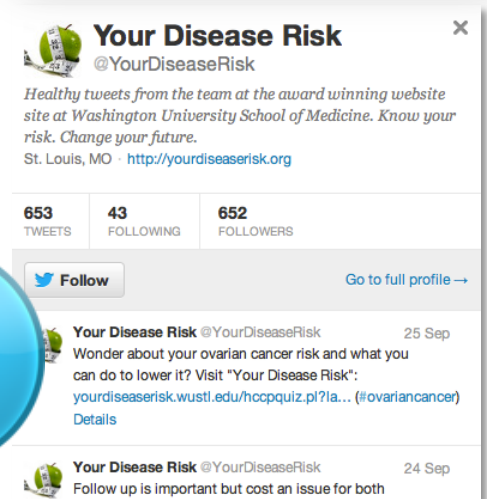 Your Disease Risk
@YourDiseaseRisk
Healthy tweets from the team at the award winning website
site at Washington University School of Medicine. Know your
risk. Change your future.
St. Louis, MO · http://yourdiseaserisk.org
653 43 652
TWEETS FOLLOWING FOLLOWERS
Follow Go to full profile →
Your Disease Risk @YourDiseaseRisk 25 Sep
Wonder about your ovarian cancer risk and what you
can do to lower it? Visit "Your Disease Risk":
yourdiseaserisk.wustl.edu/hccpquiz.pl?la... (#ovariancancer)
Details
Your Disease Risk @YourDiseaseRisk 24 Sep
Follow up is important but cost an issue for both